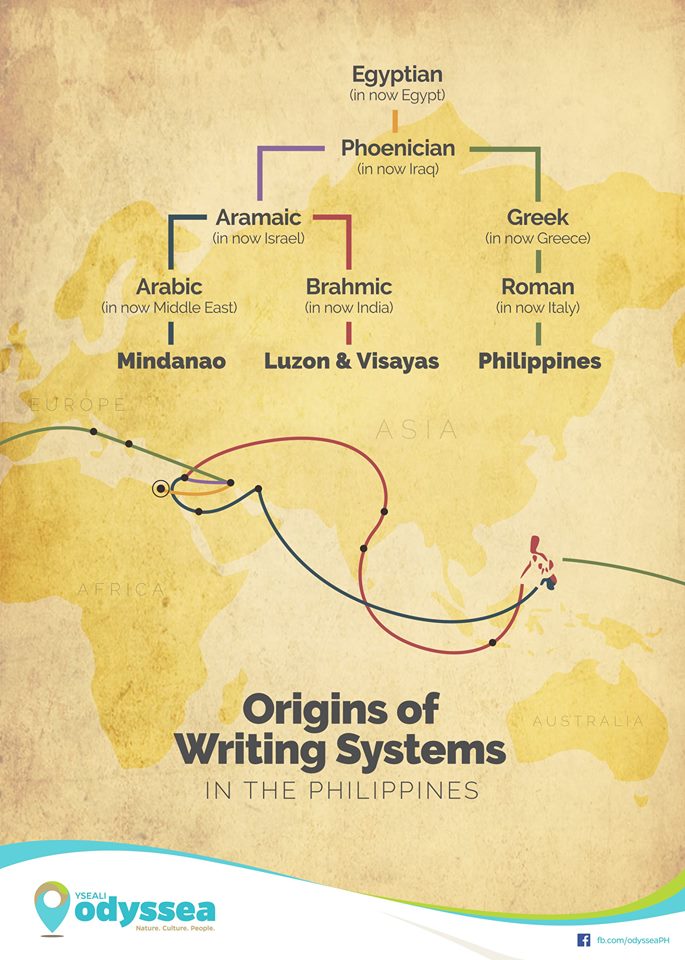 Egyptian
(in now Egypt)
Phoenician
(in now Iraq)
Aramaic
(in now Israel)
Greek
(in now Greece)
Arabic
(in now Middle East)
Brahmic
(in now India)
Roman
(in now Italy)
Mindanao
Luzon & Visayas
Philippines
EUROPE
ASIA
AFRICA
AUSTRALIA
Origins of
Writing Systems
IN THE PHILIPPINES
YSEALI
odyssea
Nature. Culture. People.
fb.com/odysseaPH